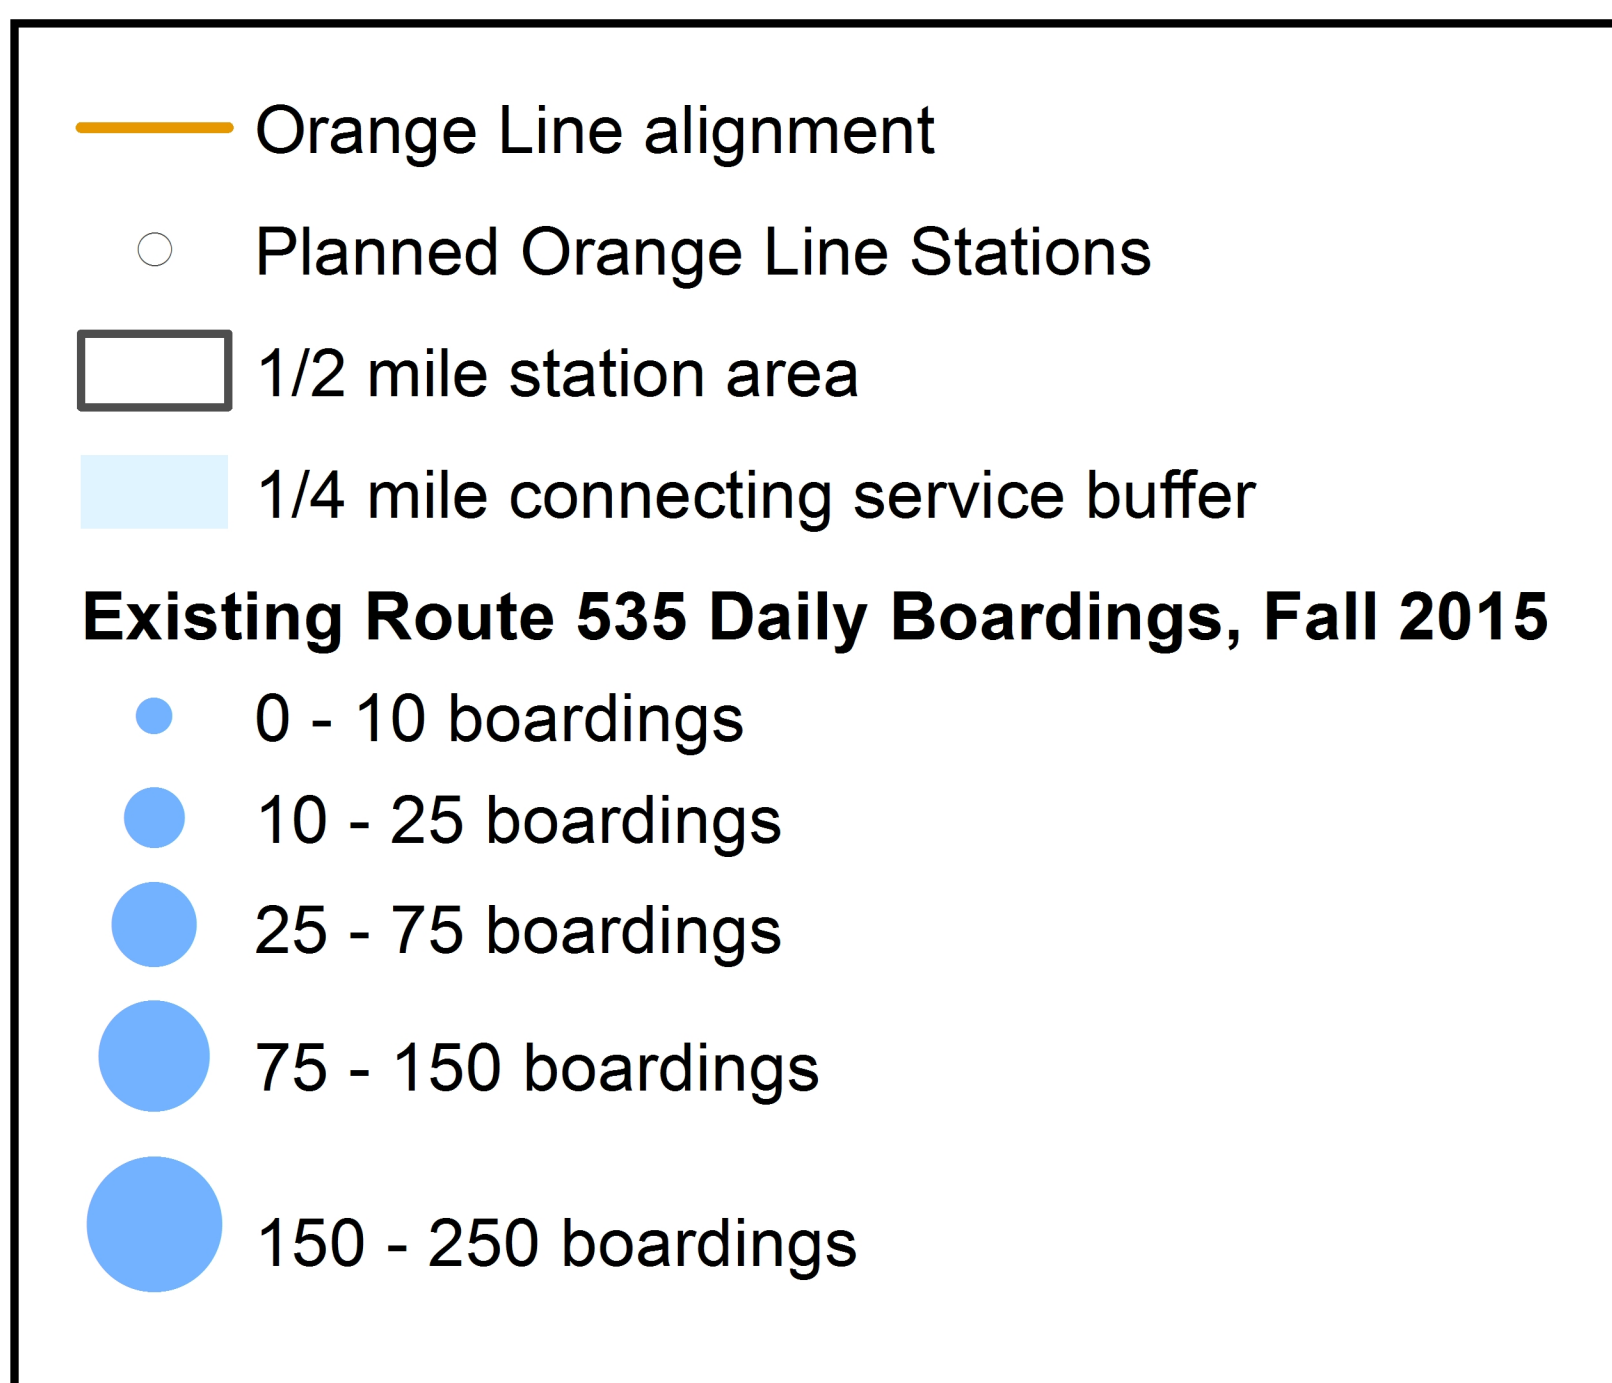 Orange Line alignment
Planned Orange Line Stations
1/2 mile station area
1/4 mile connecting service buffer
Existing Route 535 Daily Boardings, Fall 2015
0 - 10 boardings
10 - 25 boardings
25 - 75 boardings
75 - 150 boardings
150 - 250 boardings